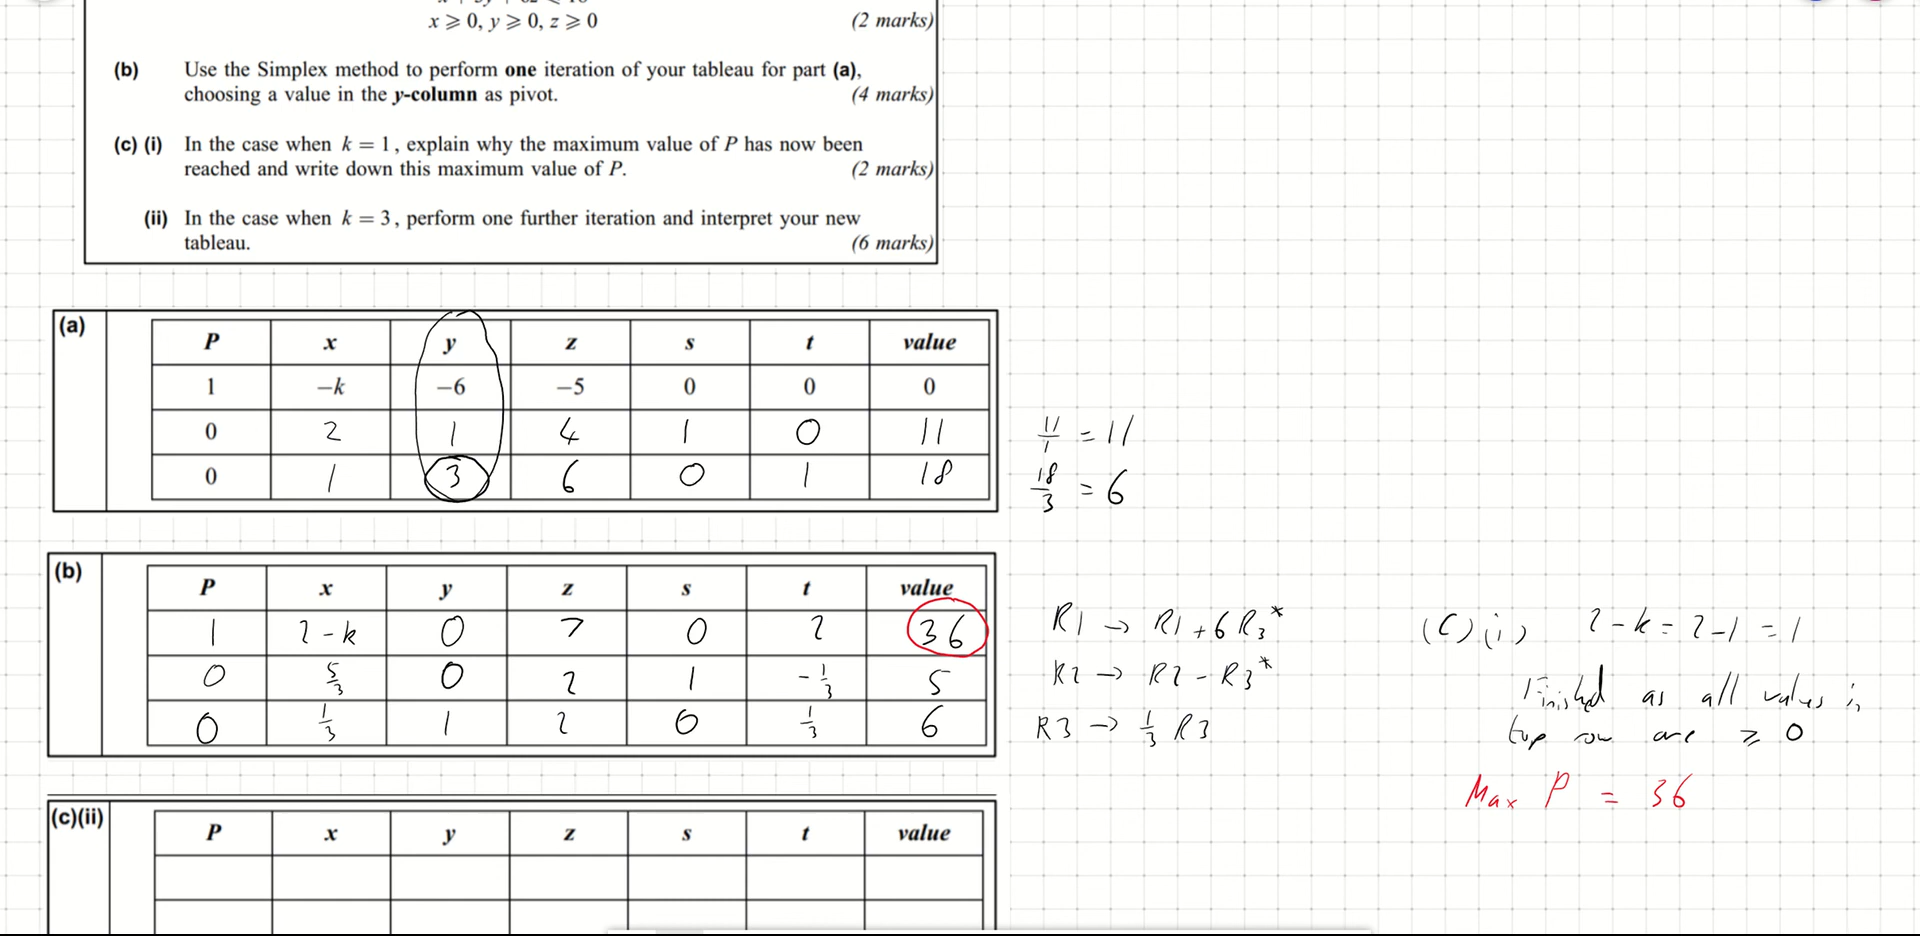 x ⩾ 0, y ⩾ 0, z ⩾ 0 (2 marks)
(b) Use the Simplex method to perform one iteration of your tableau for part (a),
choosing a value in the y-column as pivot. (4 marks)
(c) (i) In the case when k = 1, explain why the maximum value of P has now been
reached and write down this maximum value of P. (2 marks)
(ii) In the case when k = 3, perform one further iteration and interpret your new
tableau. (6 marks)
(a)
P x y z s t value
1 −k −6 −5 0 0 0
0 2 1 4 1 0 11
0 1 3 6 0 1 18
11/1 = 11
18/3 = 6
(b)
P x y z s t value
1 2-k 0 7 0 2 36
0 5/3 0 2 1 -1/3 5
0 1/3 1 2 0 1/3 6
R1 → R1 + 6R3*
R2 → R2 - R3*
R3 → 1/3 R3
(C) (i) 2-k = 2-1 = 1
Finished as all values in
top row are ⩾ 0
Max P = 36
(c)(ii)
P x y z s t value